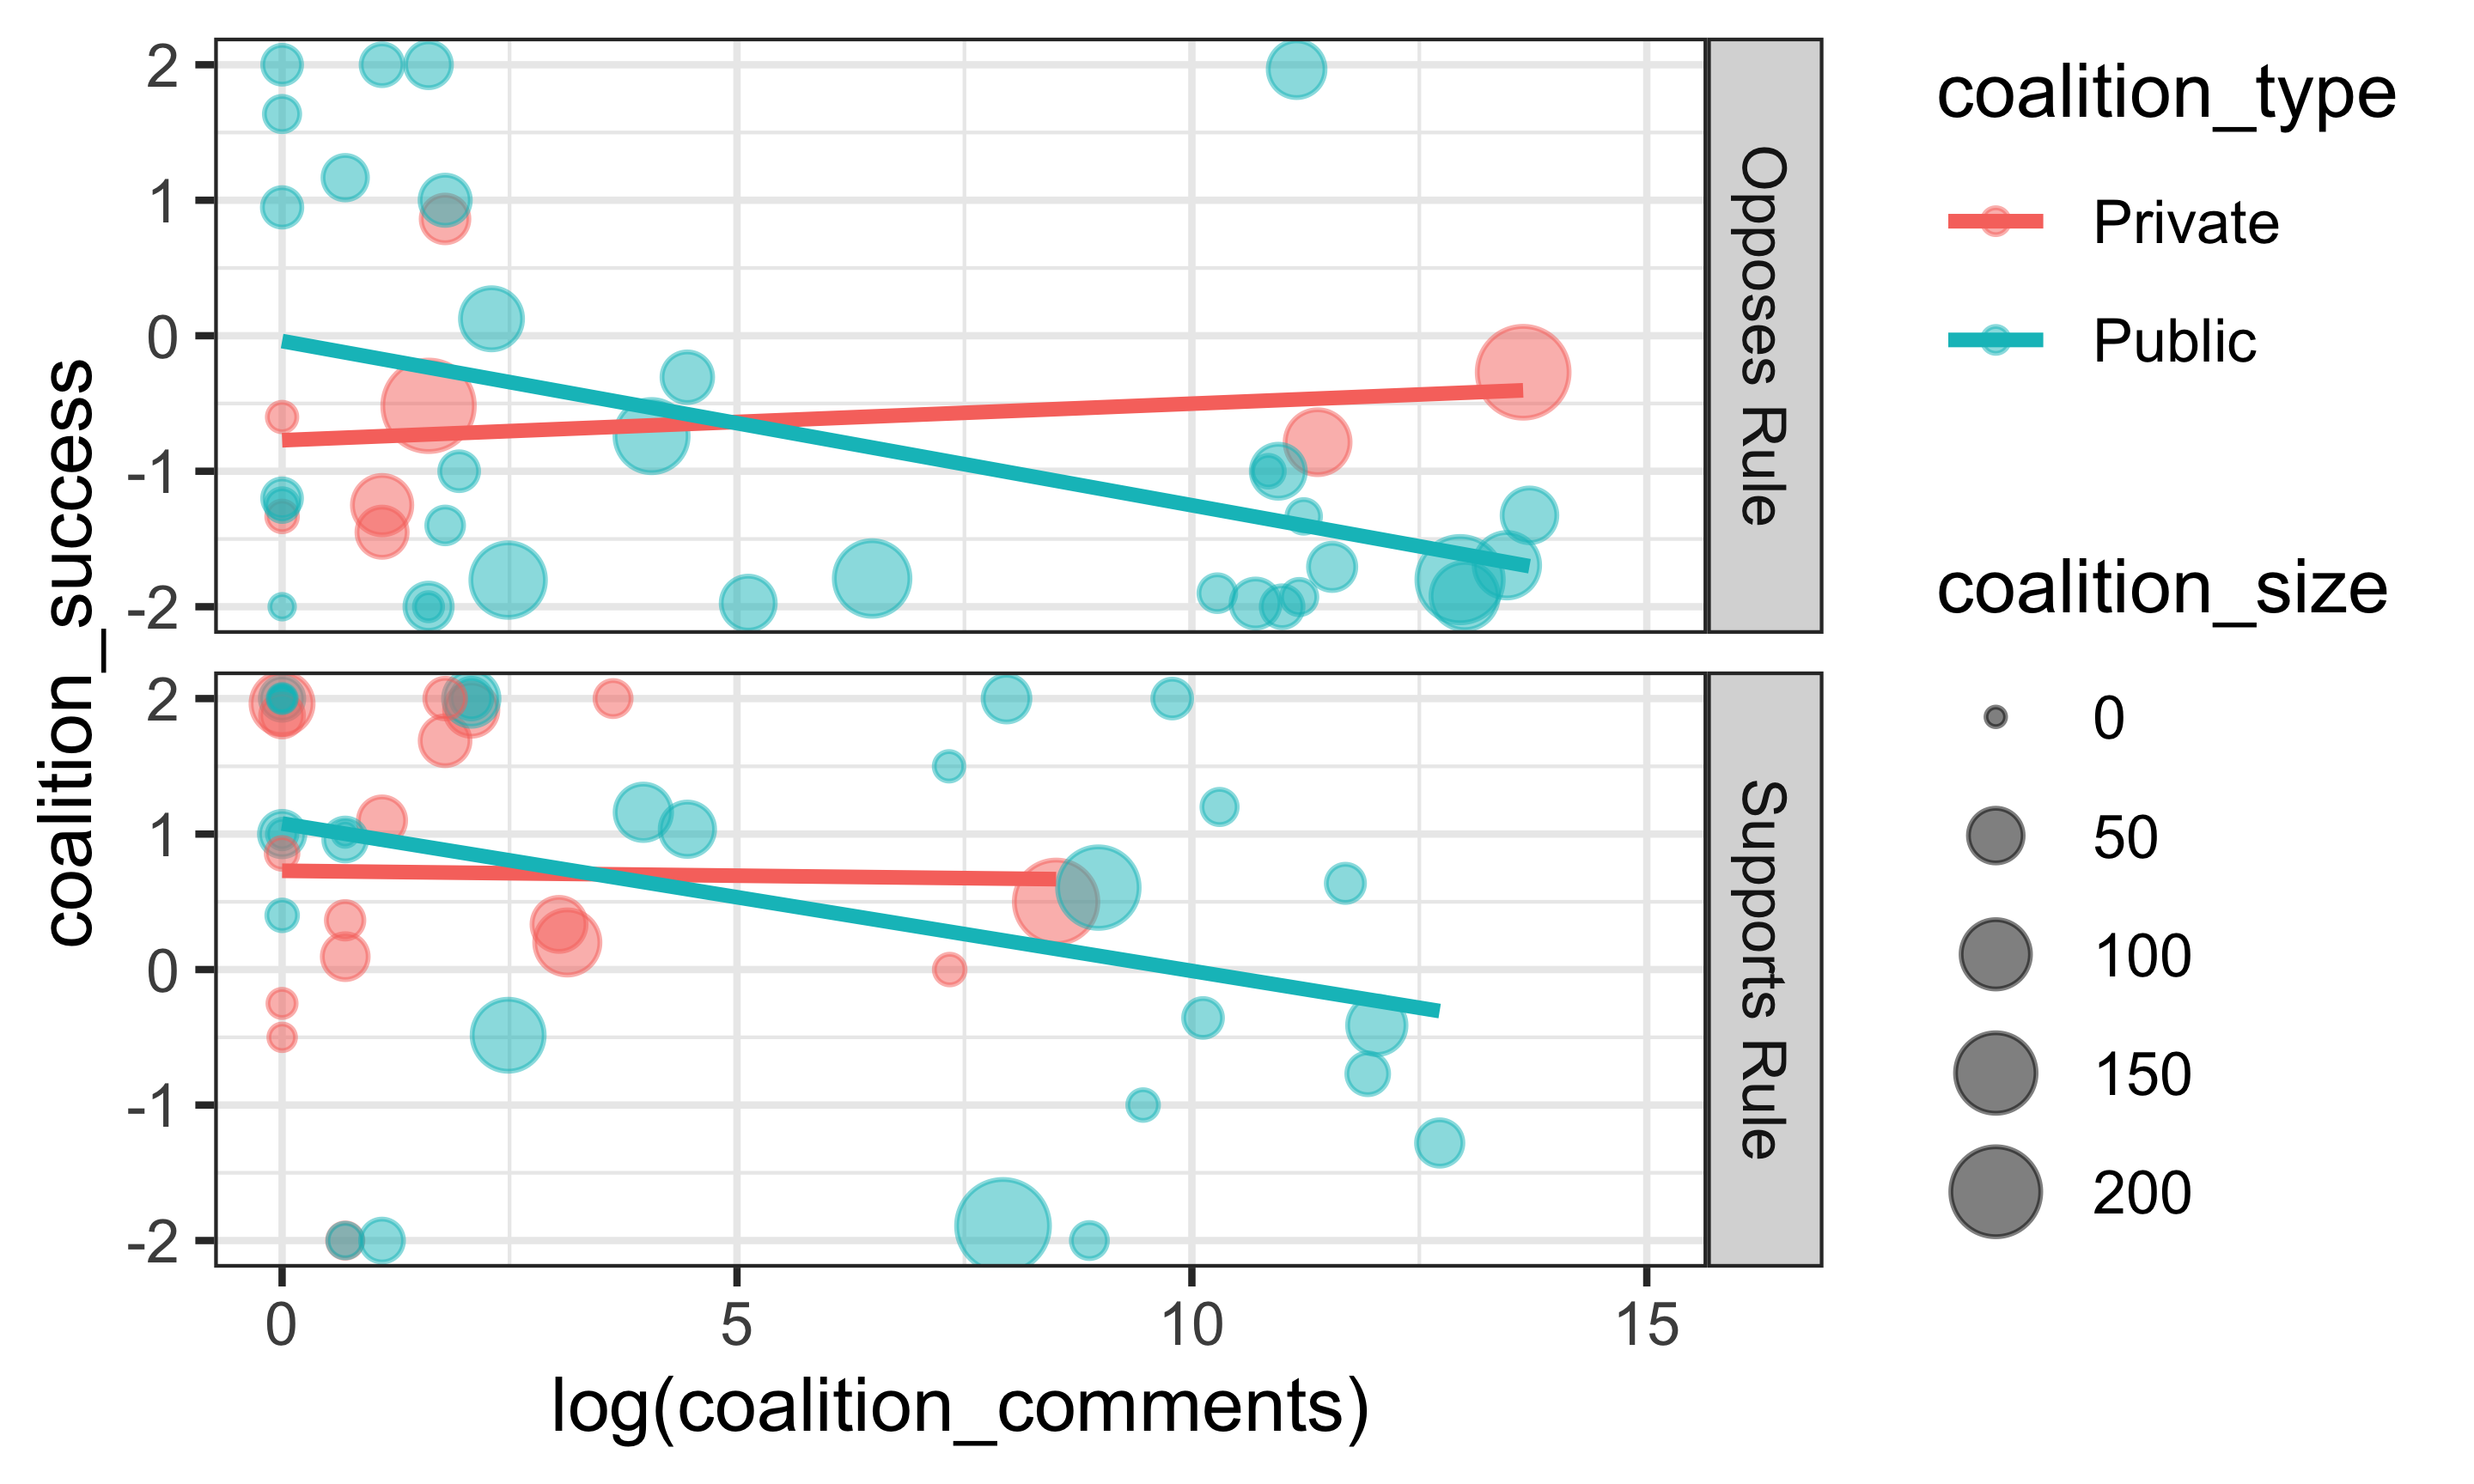 coalition_success
2
1
0
-1
-2
Opposes Rule
2
1
0
-1
-2
Supports Rule
0
5
10
15
log(coalition_comments)
coalition_type
Private
Public
coalition_size
0
50
100
150
200